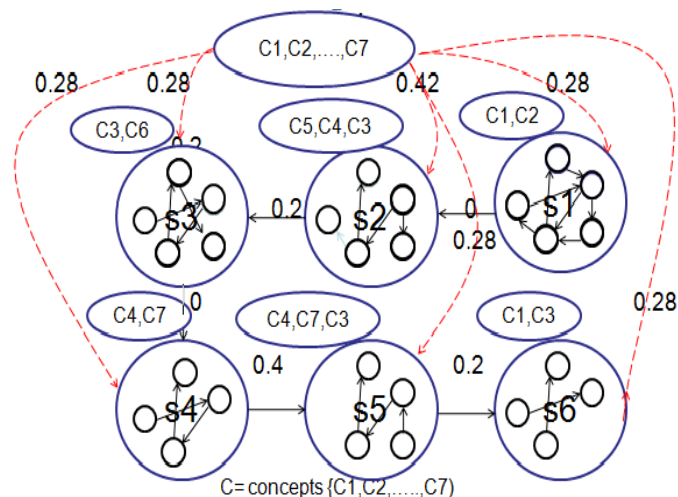 C1,C2,....,C7
0.28
0.28
0.42
0.28
C3,C6
C5,C4,C3
C1,C2
s3
0.2
s2
0
s1
0.28
C4,C7
0
C4,C7,C3
C1,C3
0.28
s4
0.4
s5
0.2
s6
C= concepts {C1,C2,.....,C7)